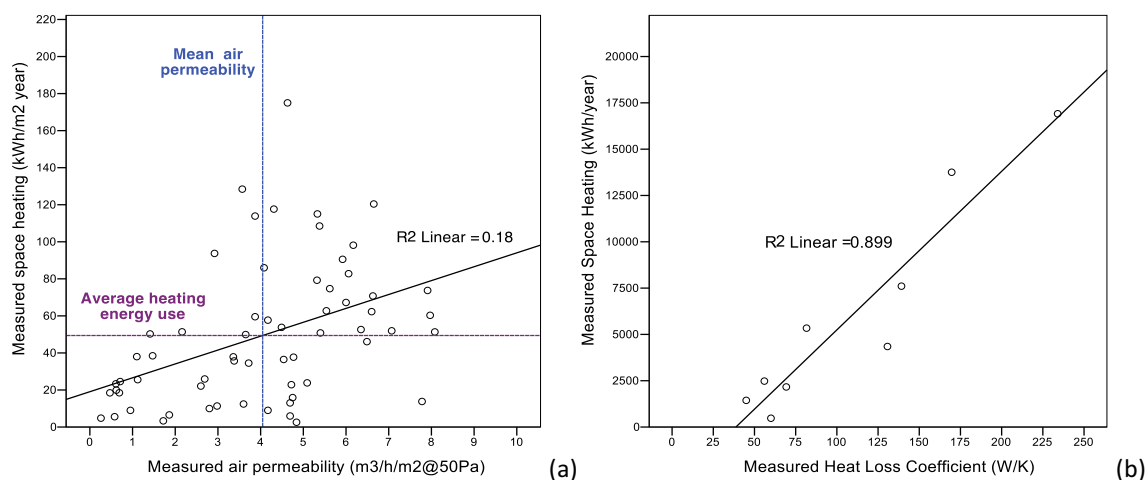 220
200
180
160
140
120
100
80
60
40
20
0
Measured space heating (kWh/m2 year)
Mean air
permeability
R2 Linear = 0.18
Average heating
energy use
0 1 2 3 4 5 6 7 8 9 10
Measured air permeability (m3/h/m2@50Pa)
(a)
20000
17500
15000
12500
10000
7500
5000
2500
0
Measured Space Heating (kWh/year)
R2 Linear =0.899
0 25 50 75 100 125 150 175 200 225 250
Measured Heat Loss Coefficient (W/K)
(b)